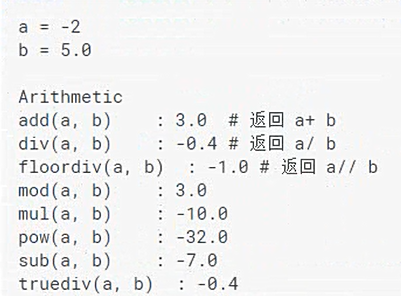 a = -2
b = 5.0
Arithmetic
add(a, b) : 3.0 # 返回 a+ b
div(a, b) : -0.4 # 返回 a/ b
floordiv(a, b) : -1.0 # 返回 a// b
mod(a, b) : 3.0
mul(a, b) : -10.0
pow(a, b) : -32.0
sub(a, b) : -7.0
truediv(a, b) : -0.4